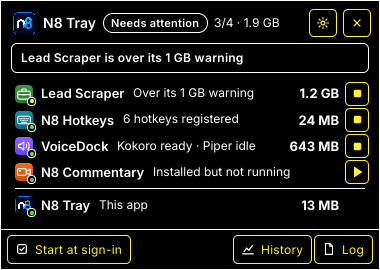 n8 N8 Tray Needs attention 3/4 · 1.9 GB
Lead Scraper is over its 1 GB warning
Lead Scraper Over its 1 GB warning 1.2 GB
N8 Hotkeys 6 hotkeys registered 24 MB
VoiceDock Kokoro ready · Piper idle 643 MB
N8 Commentary Installed but not running
n8 N8 Tray This app 13 MB
Start at sign-in History Log